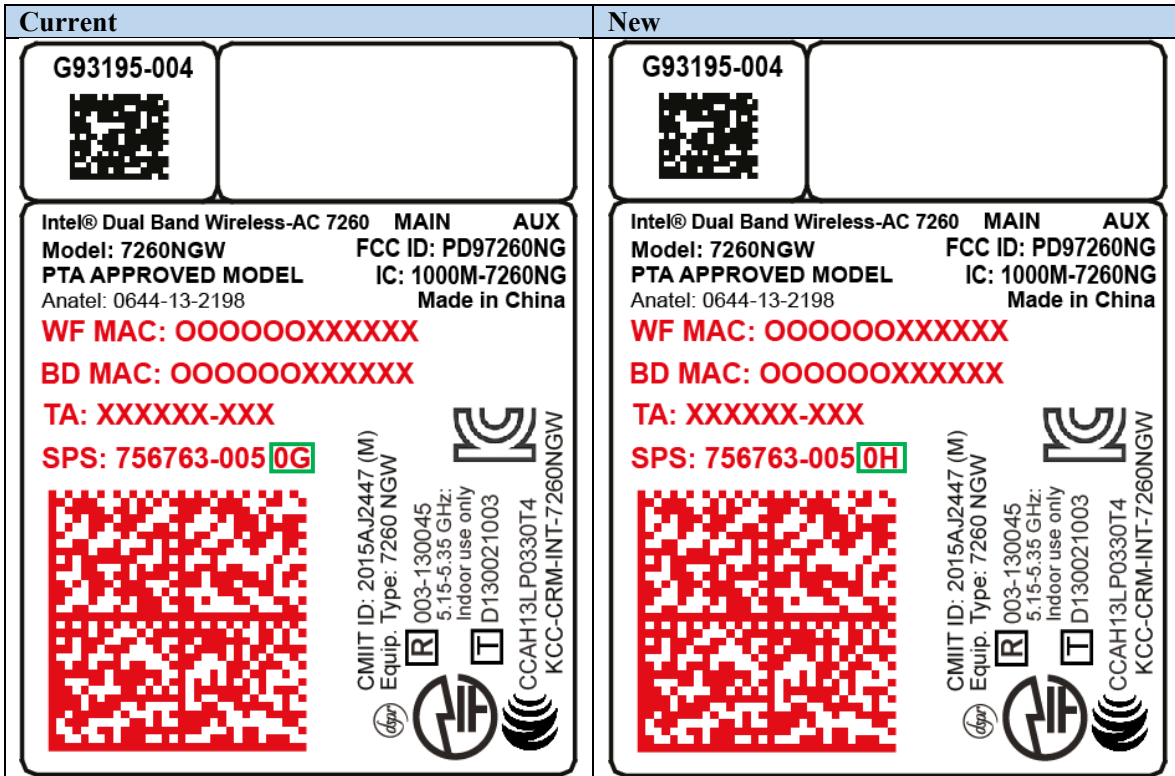 Current
New
G93195-004
Intel® Dual Band Wireless-AC 7260 MAIN AUX
Model: 7260NGW FCC ID: PD97260NG
PTA APPROVED MODEL IC: 1000M-7260NG
Anatel: 0644-13-2198 Made in China
WF MAC: OOOOOOXXXXXX
BD MAC: OOOOOOXXXXXX
TA: XXXXXX-XXX
SPS: 756763-005 0G
CMIIT ID: 2015AJ2447 (M)
Equip. Type: 7260 NGW
R 003-130045
5.15-5.35 GHz:
Indoor use only
T D130021003
CCAH13LP0330T4
KCC-CRM-INT-7260NGW
G93195-004
Intel® Dual Band Wireless-AC 7260 MAIN AUX
Model: 7260NGW FCC ID: PD97260NG
PTA APPROVED MODEL IC: 1000M-7260NG
Anatel: 0644-13-2198 Made in China
WF MAC: OOOOOOXXXXXX
BD MAC: OOOOOOXXXXXX
TA: XXXXXX-XXX
SPS: 756763-005 0H
CMIIT ID: 2015AJ2447 (M)
Equip. Type: 7260 NGW
R 003-130045
5.15-5.35 GHz:
Indoor use only
T D130021003
CCAH13LP0330T4
KCC-CRM-INT-7260NGW